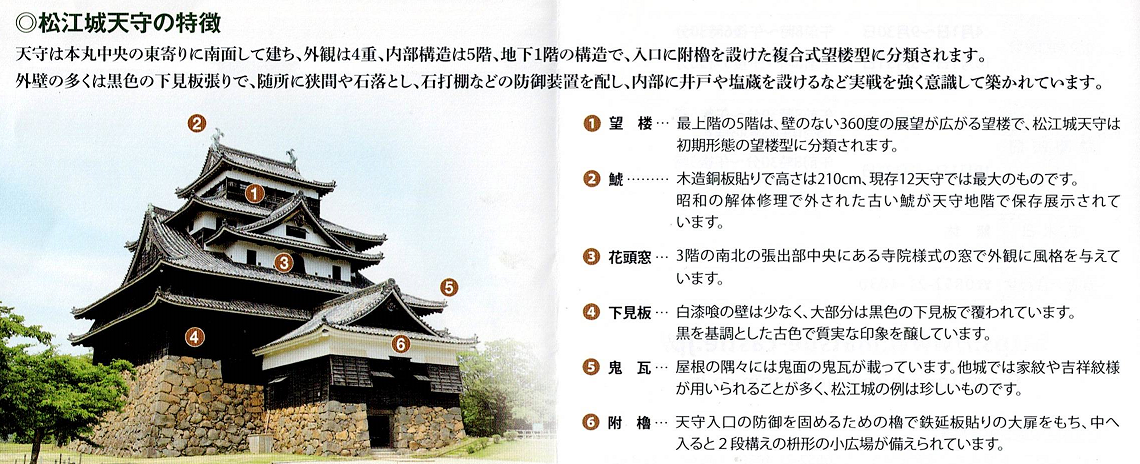 ◎松江城天守の特徴
天守は本丸中央の東寄りに南面して建ち、外観は4重、内部構造は5階、地下1階の構造で、入口に附櫓を設けた複合式望楼型に分類されます。
外壁の多くは黒色の下見板張りで、随所に狭間や石落とし、石打棚などの防御装置を配し、内部に井戸や塩蔵を設けるなど実戦を強く意識して築かれています。
2
1
3
5
4
6
1 望 楼… 最上階の5階は、壁のない360度の展望が広がる望楼で、松江城天守は
初期形態の望楼型に分類されます。
2 鯱……… 木造銅板貼りで高さは210cm、現存12天守では最大のものです。
昭和の解体修理で外された古い鯱が天守地階で保存展示されて
います。
3 花頭窓… 3階の南北の張出部中央にある寺院様式の窓で外観に風格を与えて
います。
4 下見板… 白漆喰の壁は少なく、大部分は黒色の下見板で覆われています。
黒を基調とした古色で質実な印象を醸しています。
5 鬼 瓦… 屋根の隅々には鬼面の鬼瓦が載っています。他城では家紋や吉祥紋様
が用いられることが多く、松江城の例は珍しいものです。
6 附 櫓… 天守入口の防御を固めるための櫓で鉄延板貼りの大扉をもち、中へ
入ると2段構えの枡形の小広場が備えられています。